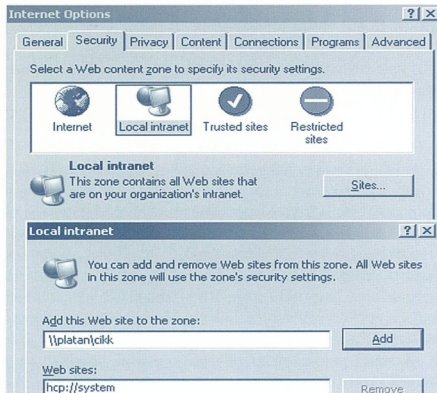 Internet Options
General Security Privacy Content Connections Programs Advanced
Select a Web content zone to specify its security settings.
Internet Local intranet Trusted sites Restricted sites
Local intranet
This zone contains all Web sites that
are on your organization's intranet.
Sites...
Local intranet
You can add and remove Web sites from this zone. All Web sites
in this zone will use the zone's security settings.
Add this Web site to the zone:
\\platan\cikk
Add
Web sites:
hcp://system
Remove